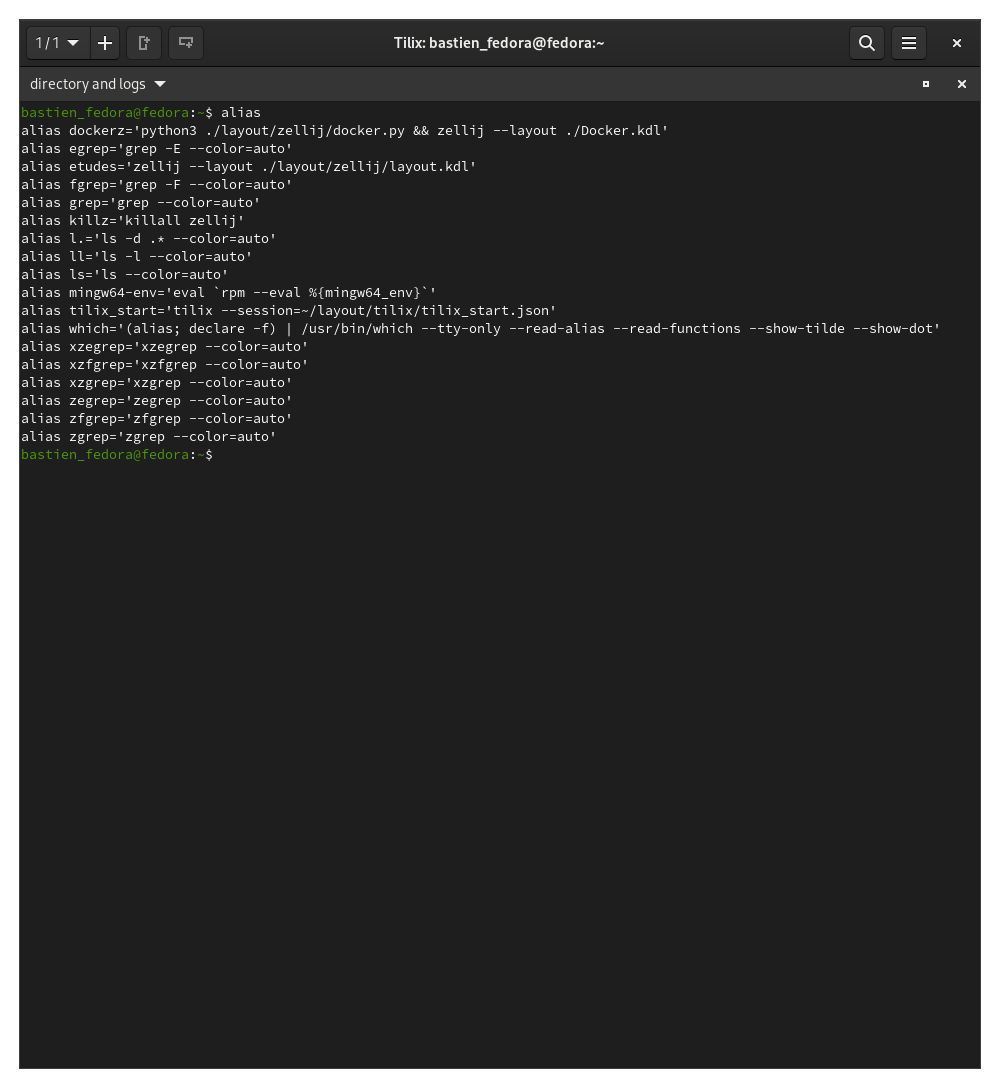 1 / 1
Tilix: bastien_fedora@fedora:~
directory and logs
bastien_fedora@fedora:~$ alias
alias dockerz='python3 ./layout/zellij/docker.py && zellij --layout ./Docker.kdl'
alias egrep='grep -E --color=auto'
alias etudes='zellij --layout ./layout/zellij/layout.kdl'
alias fgrep='grep -F --color=auto'
alias grep='grep --color=auto'
alias killz='killall zellij'
alias l.='ls -d .* --color=auto'
alias ll='ls -l --color=auto'
alias ls='ls --color=auto'
alias mingw64-env='eval `rpm --eval %{mingw64_env}`'
alias tilix_start='tilix --session=~/layout/tilix/tilix_start.json'
alias which='(alias; declare -f) | /usr/bin/which --tty-only --read-alias --read-functions --show-tilde --show-dot'
alias xzegrep='xzegrep --color=auto'
alias xzfgrep='xzfgrep --color=auto'
alias xzgrep='xzgrep --color=auto'
alias zegrep='zegrep --color=auto'
alias zfgrep='zfgrep --color=auto'
alias zgrep='zgrep --color=auto'
bastien_fedora@fedora:~$